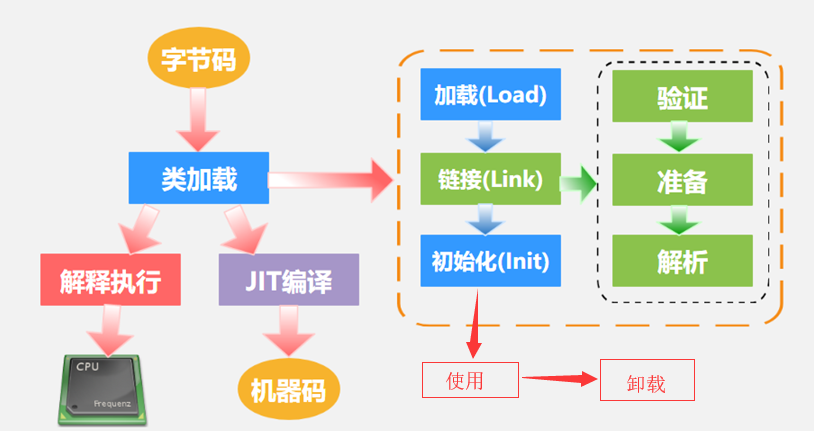 字节码
类加载
解释执行
JIT编译
CPU
Frequenz
机器码
加载(Load)
链接(Link)
初始化(Init)
验证
准备
解析
使用
卸载